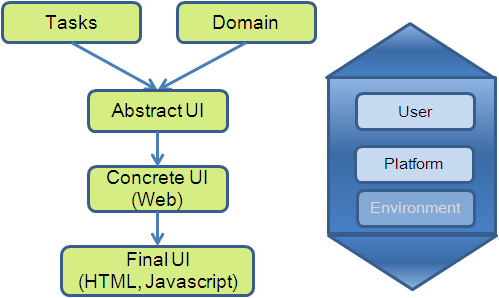 Tasks
Domain
Abstract UI
Concrete UI
(Web)
Final UI
(HTML, Javascript)
User
Platform
Environment